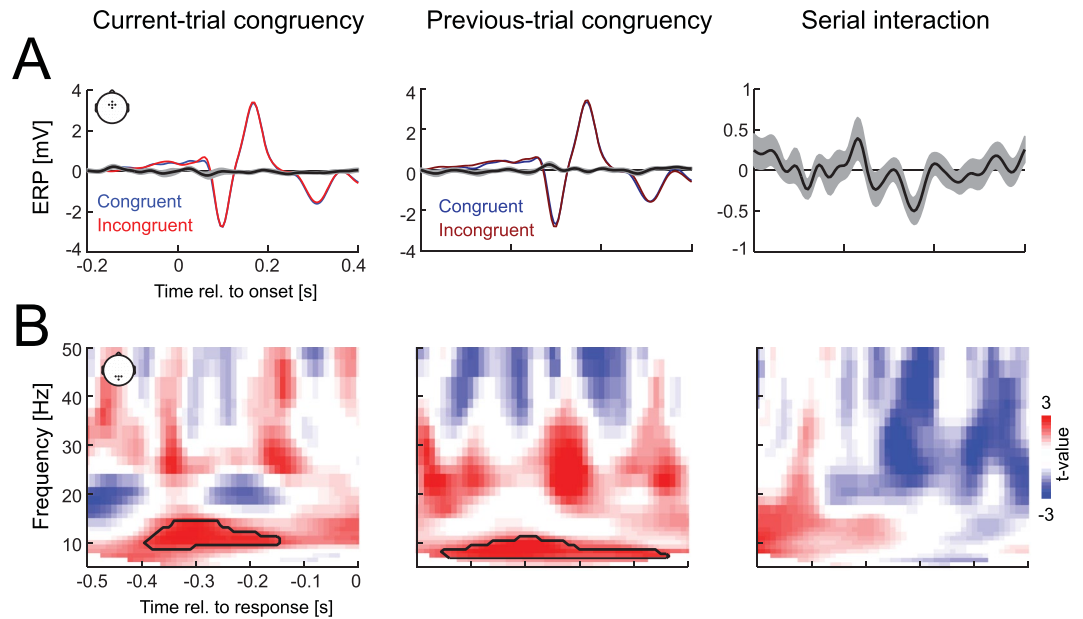 Current-trial congruency
Previous-trial congruency
Serial interaction
A
ERP [mV]
4
2
0
-2
-4
Congruent
Incongruent
-0.2
0
0.2
0.4
Time rel. to onset [s]
4
2
0
-2
-4
Congruent
Incongruent
1
0.5
0
-0.5
-1
B
Frequency [Hz]
50
40
30
20
10
-0.5
-0.4
-0.3
-0.2
-0.1
0
Time rel. to response [s]
3
t-value
-3